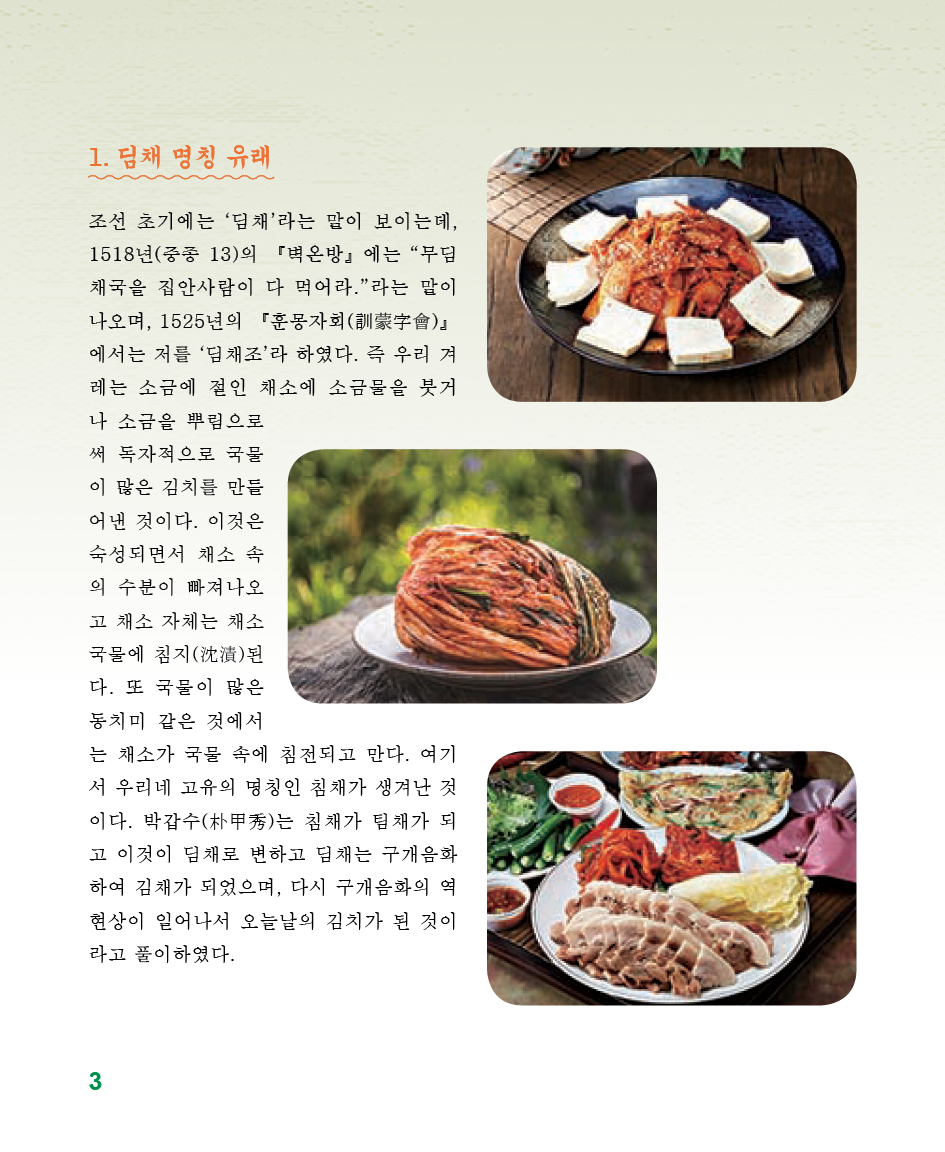 1. 딤채 명칭 유래
조선 초기에는 ‘딤채’라는 말이 보이는데,
1518년(중종 13)의 『벽온방』에는 “무딤
채국을 집안사람이 다 먹어라.”라는 말이
나오며, 1525년의 『훈몽자회(訓蒙字會)』
에서는 저를 ‘딤채조’라 하였다. 즉 우리 겨
레는 소금에 절인 채소에 소금물을 붓거
나 소금을 뿌림으로
써 독자적으로 국물
이 많은 김치를 만들
어낸 것이다. 이것은
숙성되면서 채소 속
의 수분이 빠져나오
고 채소 자체는 채소
국물에 침지(沈漬)된
다. 또 국물이 많은
동치미 같은 것에서
는 채소가 국물 속에 침전되고 만다. 여기
서 우리네 고유의 명칭인 침채가 생겨난 것
이다. 박갑수(朴甲秀)는 침채가 팀채가 되
고 이것이 딤채로 변하고 딤채는 구개음화
하여 김채가 되었으며, 다시 구개음화의 역
현상이 일어나서 오늘날의 김치가 된 것이
라고 풀이하였다.
3